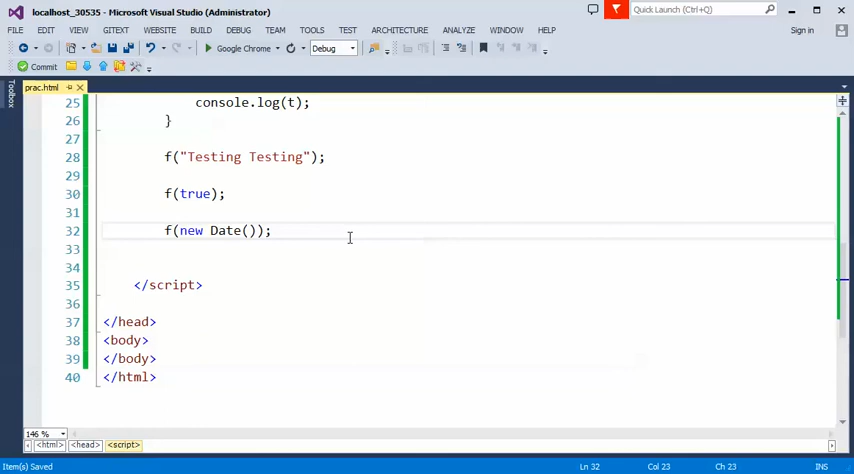 localhost_30535 - Microsoft Visual Studio (Administrator)
Quick Launch (Ctrl+Q)
FILE EDIT VIEW GITEXT WEBSITE BUILD DEBUG TEAM TOOLS TEST ARCHITECTURE ANALYZE WINDOW HELP
Sign in
Google Chrome Debug
Commit
Toolbox
prac.html
25 console.log(t);
26 }
27
28 f("Testing Testing");
29
30 f(true);
31
32 f(new Date());
33
34
35 </script>
36
37 </head>
38 <body>
39 </body>
40 </html>
146 %
<html> <head> <script>
Item(s) Saved Ln 32 Col 23 Ch 23 INS